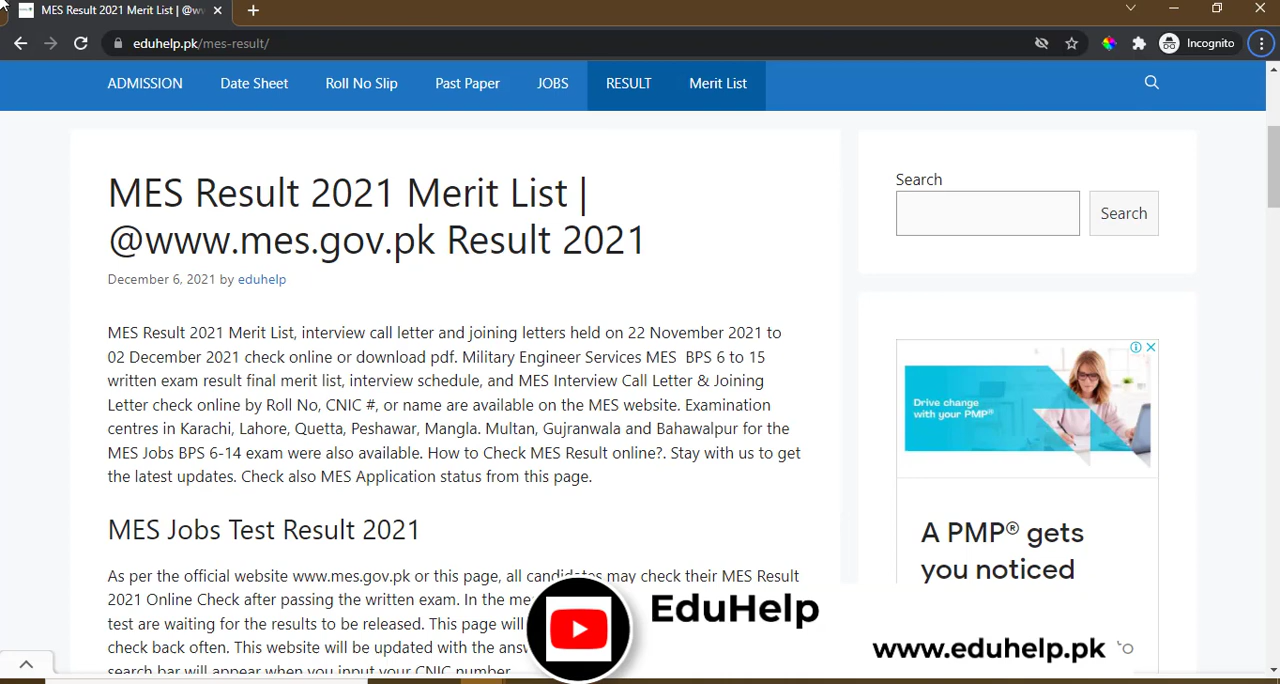 MES Result 2021 Merit List | @w
eduhelp.pk/mes-result/
Incognito
ADMISSION Date Sheet Roll No Slip Past Paper JOBS RESULT Merit List
MES Result 2021 Merit List |
@www.mes.gov.pk Result 2021
December 6, 2021 by eduhelp
MES Result 2021 Merit List, interview call letter and joining letters held on 22 November 2021 to
02 December 2021 check online or download pdf. Military Engineer Services MES BPS 6 to 15
written exam result final merit list, interview schedule, and MES Interview Call Letter & Joining
Letter check online by Roll No, CNIC #, or name are available on the MES website. Examination
centres in Karachi, Lahore, Quetta, Peshawar, Mangla. Multan, Gujranwala and Bahawalpur for the
MES Jobs BPS 6-14 exam were also available. How to Check MES Result online?. Stay with us to get
the latest updates. Check also MES Application status from this page.
MES Jobs Test Result 2021
As per the official website www.mes.gov.pk or this page, all candidates may check their MES Result
2021 Online Check after passing the written exam. In the
test are waiting for the results to be released. This page will
check back often. This website will be updated with the
search bar will appear when you input your CNIC number.
Search
Search
Drive change
with your PMP®
A PMP® gets
you noticed
EduHelp
www.eduhelp.pk